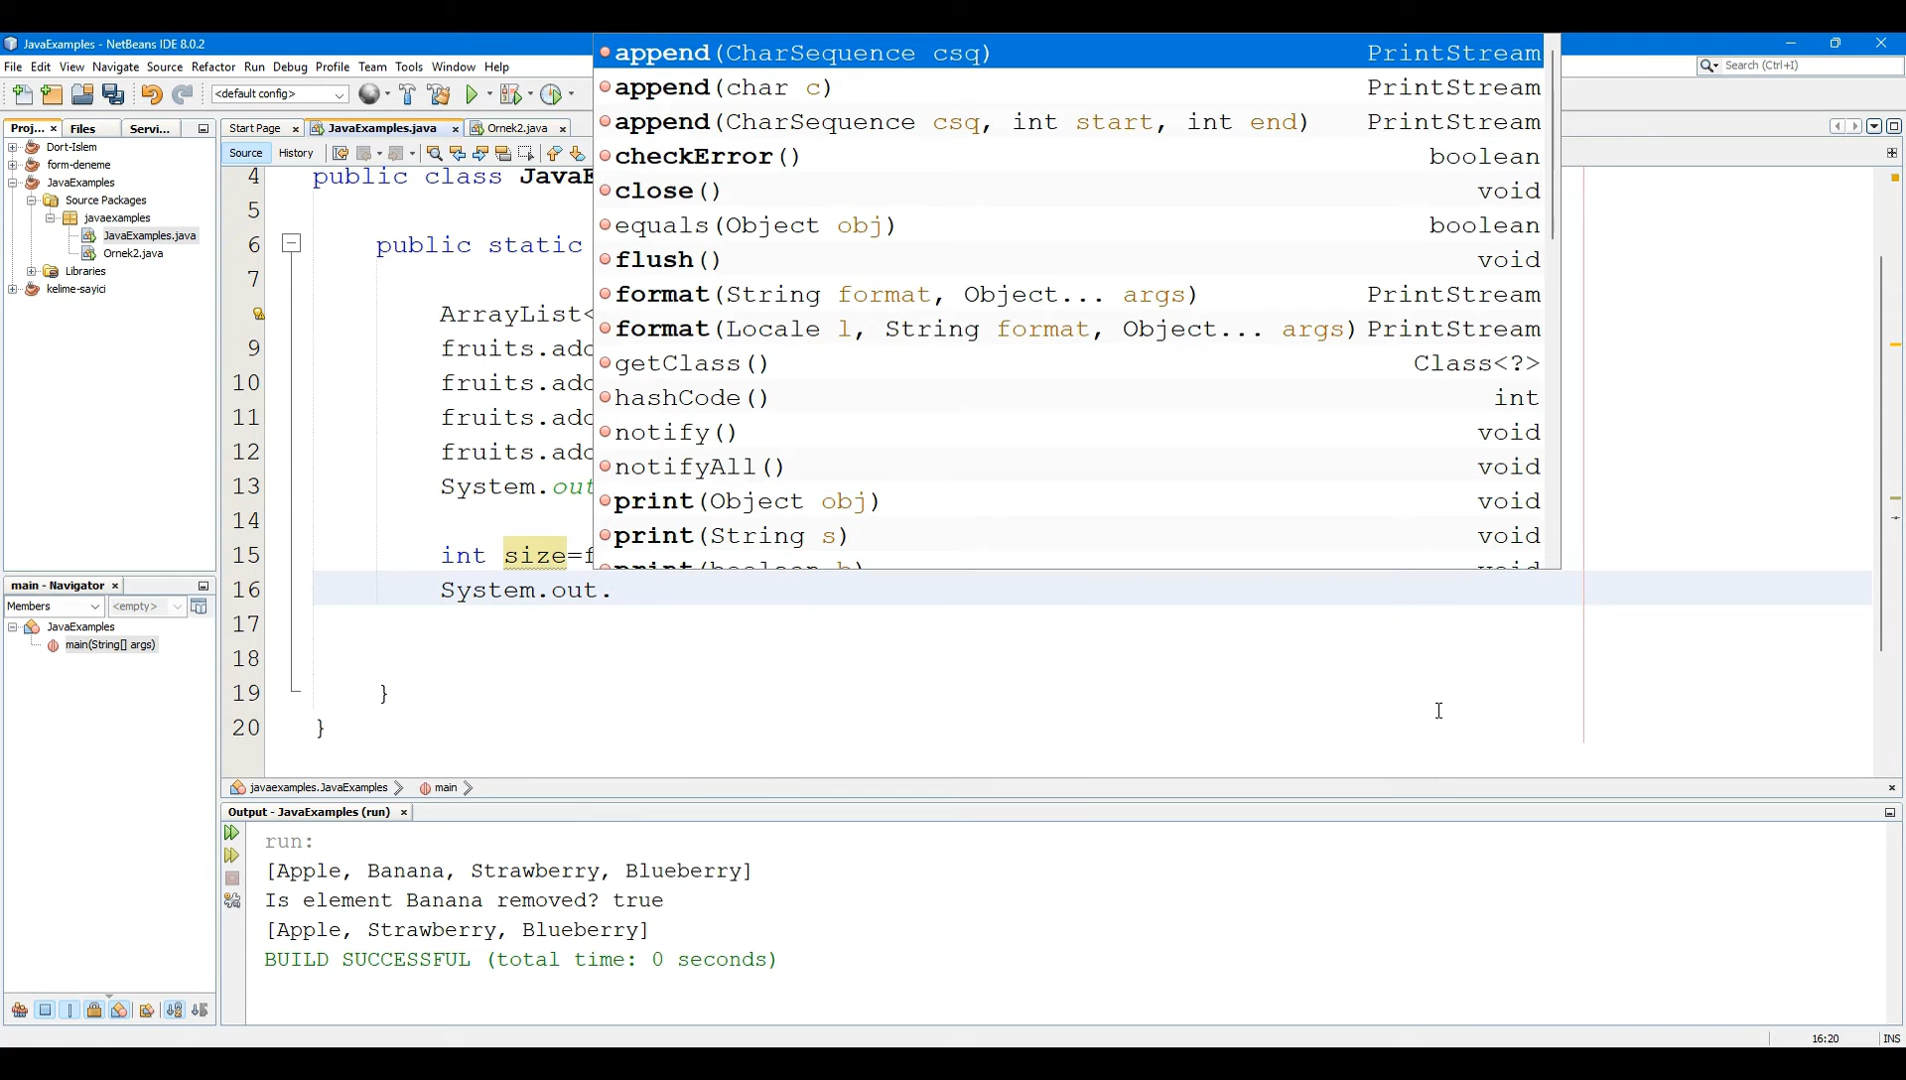 JavaExamples - NetBeans IDE 8.0.2
File Edit View Navigate Source Refactor Run Debug Profile Team Tools Window Help
Search (Ctrl+I)
<default config>
Proj... × Files Servi...
Start Page JavaExamples.java Ornek2.java
Source History
Dort-Islem
form-deneme
JavaExamples
Source Packages
javaexamples
JavaExamples.java
Ornek2.java
Libraries
kelime-sayici
append(CharSequence csq) PrintStream
append(char c) PrintStream
append(CharSequence csq, int start, int end) PrintStream
checkError() boolean
close() void
equals(Object obj) boolean
flush() void
format(String format, Object... args) PrintStream
format(Locale l, String format, Object... args) PrintStream
getClass() Class<?>
hashCode() int
notify() void
notifyAll() void
print(Object obj) void
print(String s) void
print(boolean b) void
4 public class JavaE
5
6 public static
7
ArrayList<
9 fruits.add
10 fruits.add
11 fruits.add
12 fruits.add
13 System.out
14
15 int size=f
16 System.out.
17
18
19 }
20 }
main - Navigator ×
Members <empty>
JavaExamples
main(String[] args)
javaexamples.JavaExamples main
Output - JavaExamples (run) ×
run:
[Apple, Banana, Strawberry, Blueberry]
Is element Banana removed? true
[Apple, Strawberry, Blueberry]
BUILD SUCCESSFUL (total time: 0 seconds)
16:20 INS